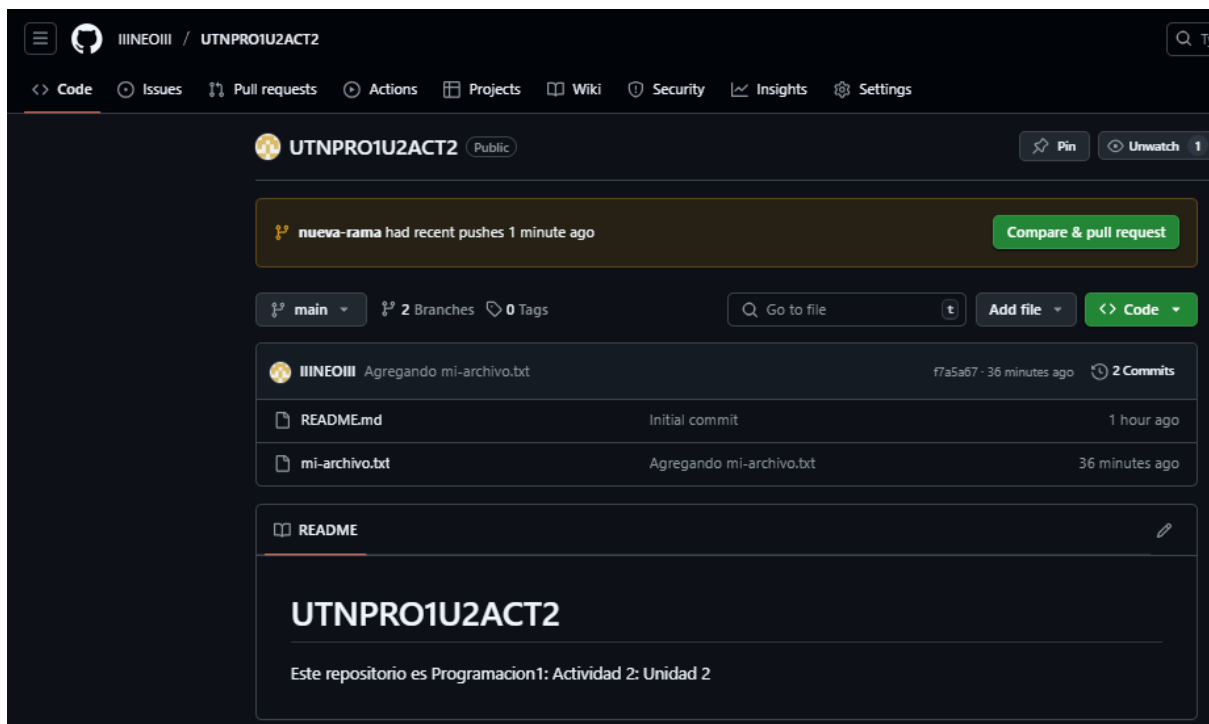 IIINEOIII / UTNPRO1U2ACT2
<> Code Issues Pull requests Actions Projects Wiki Security Insights Settings
UTNPRO1U2ACT2 Public Pin Unwatch 1
nueva-rama had recent pushes 1 minute ago Compare & pull request
main 2 Branches 0 Tags Go to file t Add file <> Code
IIINEOIII Agregando mi-archivo.txt f7a5a67 · 36 minutes ago 2 Commits
README.md Initial commit 1 hour ago
mi-archivo.txt Agregando mi-archivo.txt 36 minutes ago
README
UTNPRO1U2ACT2
Este repositorio es Programacion1: Actividad 2: Unidad 2